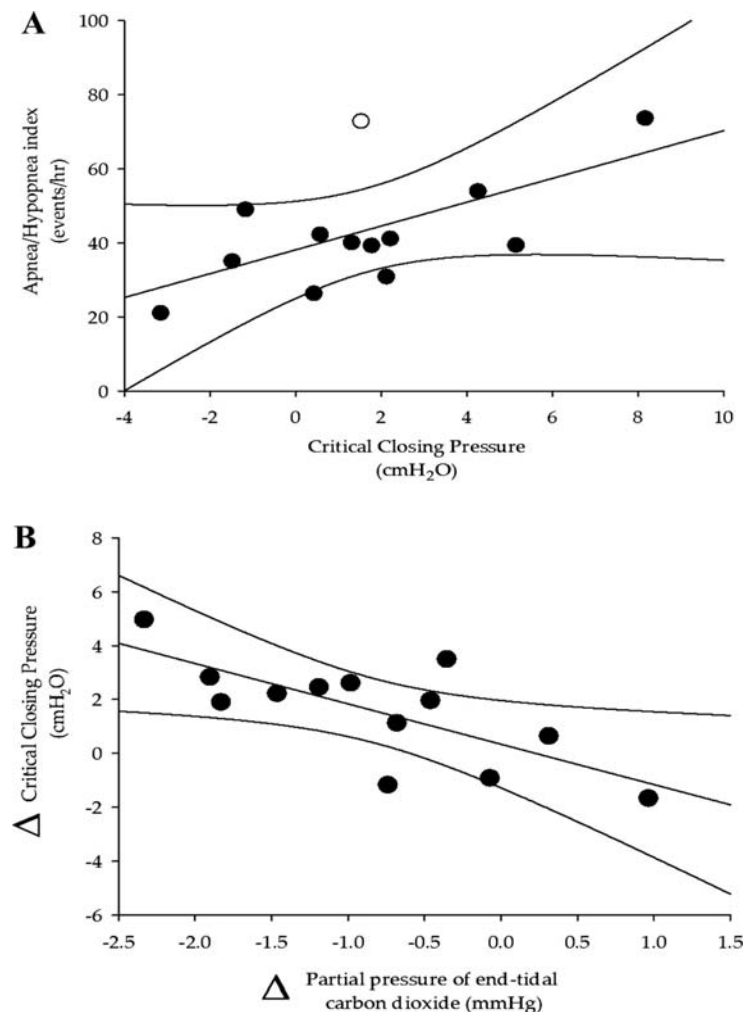 A
100
80
60
40
20
0
Apnea/Hypopnea index
(events/hr)
-4 -2 0 2 4 6 8 10
Critical Closing Pressure
(cmH₂O)
B
8
6
4
2
0
-2
-4
-6
Δ Critical Closing Pressure
(cmH₂O)
-2.5 -2.0 -1.5 -1.0 -0.5 0.0 0.5 1.0 1.5
Δ Partial pressure of end-tidal
carbon dioxide (mmHg)